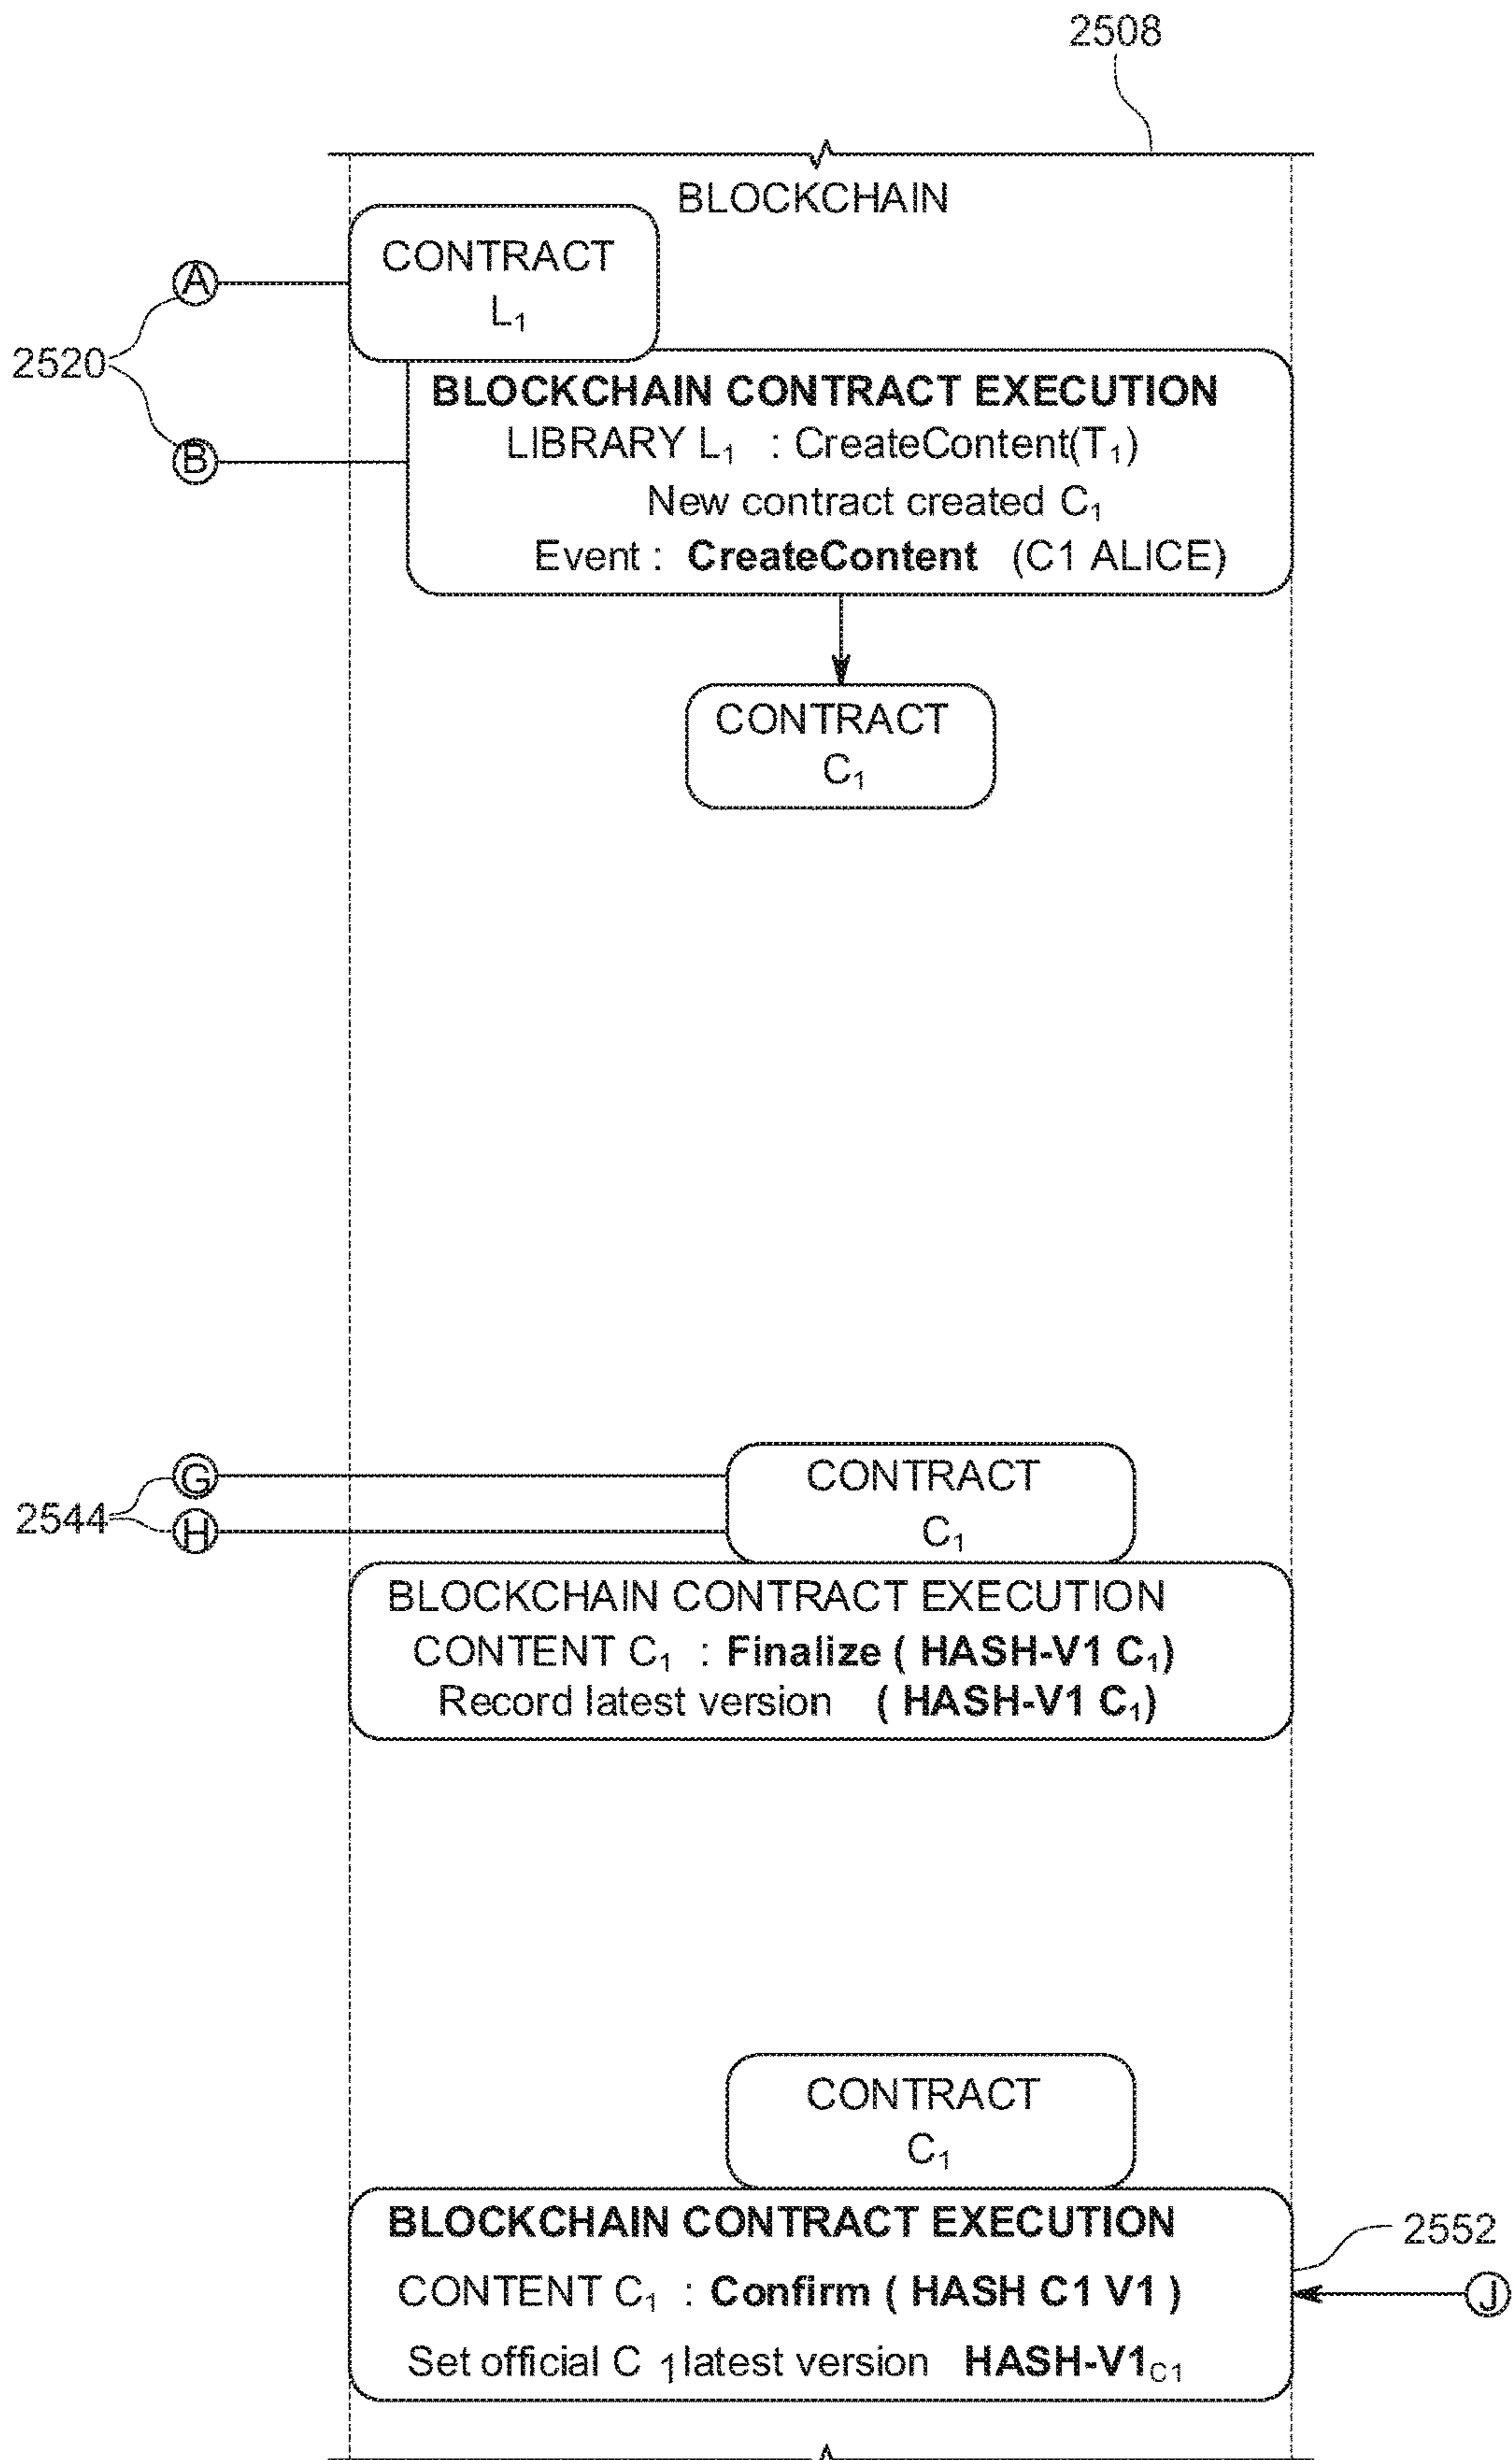 2508
BLOCKCHAIN
CONTRACT
L₁
A
2520
BLOCKCHAIN CONTRACT EXECUTION
LIBRARY L₁ : CreateContent(T₁)
B
New contract created C₁
Event : CreateContent (C1 ALICE)
CONTRACT
C₁
G
CONTRACT
2544
H
C₁
BLOCKCHAIN CONTRACT EXECUTION
CONTENT C₁ : Finalize ( HASH-V1 C₁)
Record latest version ( HASH-V1 C₁)
CONTRACT
C₁
BLOCKCHAIN CONTRACT EXECUTION
2552
CONTENT C₁ : Confirm ( HASH C1 V1 )
J
Set official C 1 latest version HASH-V1C1